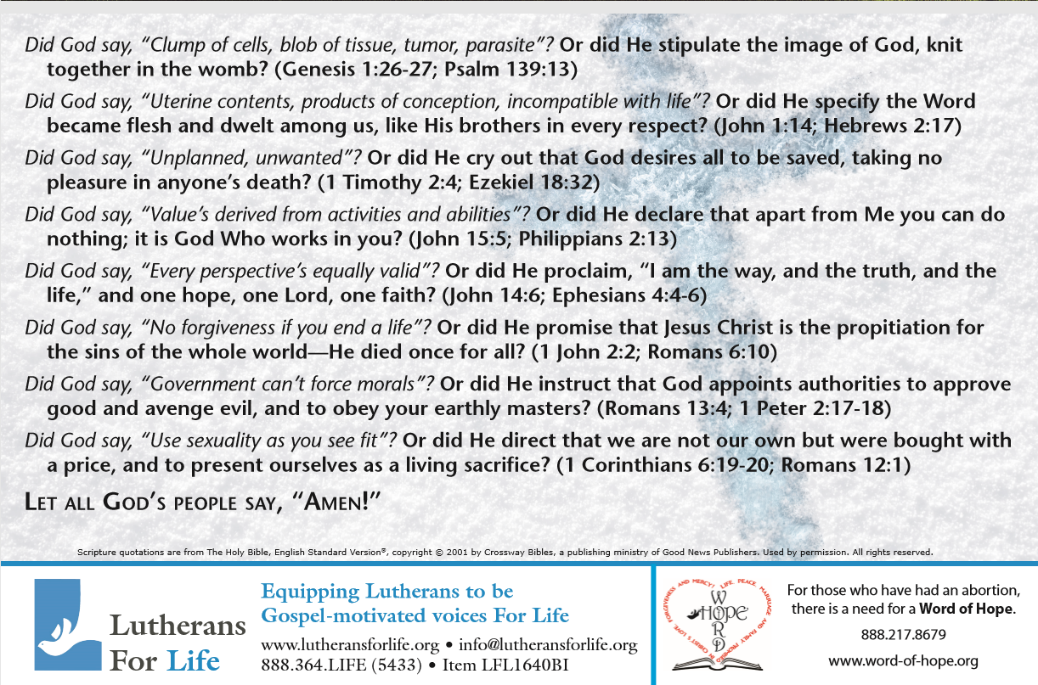 Did God say, “Clump of cells, blob of tissue, tumor, parasite”? Or did He stipulate the image of God, knit
together in the womb? (Genesis 1:26-27; Psalm 139:13)
Did God say, “Uterine contents, products of conception, incompatible with life”? Or did He specify the Word
became flesh and dwelt among us, like His brothers in every respect? (John 1:14; Hebrews 2:17)
Did God say, “Unplanned, unwanted”? Or did He cry out that God desires all to be saved, taking no
pleasure in anyone’s death? (1 Timothy 2:4; Ezekiel 18:32)
Did God say, “Value’s derived from activities and abilities”? Or did He declare that apart from Me you can do
nothing; it is God Who works in you? (John 15:5; Philippians 2:13)
Did God say, “Every perspective’s equally valid”? Or did He proclaim, “I am the way, and the truth, and the
life,” and one hope, one Lord, one faith? (John 14:6; Ephesians 4:4-6)
Did God say, “No forgiveness if you end a life”? Or did He promise that Jesus Christ is the propitiation for
the sins of the whole world—He died once for all? (1 John 2:2; Romans 6:10)
Did God say, “Government can’t force morals”? Or did He instruct that God appoints authorities to approve
good and avenge evil, and to obey your earthly masters? (Romans 13:4; 1 Peter 2:17-18)
Did God say, “Use sexuality as you see fit”? Or did He direct that we are not our own but were bought with
a price, and to present ourselves as a living sacrifice? (1 Corinthians 6:19-20; Romans 12:1)
LET ALL GOD’S PEOPLE SAY, “AMEN!”
Scripture quotations are from The Holy Bible, English Standard Version®, copyright © 2001 by Crossway Bibles, a publishing ministry of Good News Publishers. Used by permission. All rights reserved.
Lutherans
For Life
Equipping Lutherans to be
Gospel-motivated voices For Life
www.lutheransforlife.org • info@lutheransforlife.org
888.364.LIFE (5433) • Item LFL1640BI
WORD
HOPE
FORGIVENESS AND MERCY! LIFE PEACE MARRIAGE AND FAMILY PROMISED IN CHRIST'S LOVE,
For those who have had an abortion,
there is a need for a Word of Hope.
888.217.8679
www.word-of-hope.org